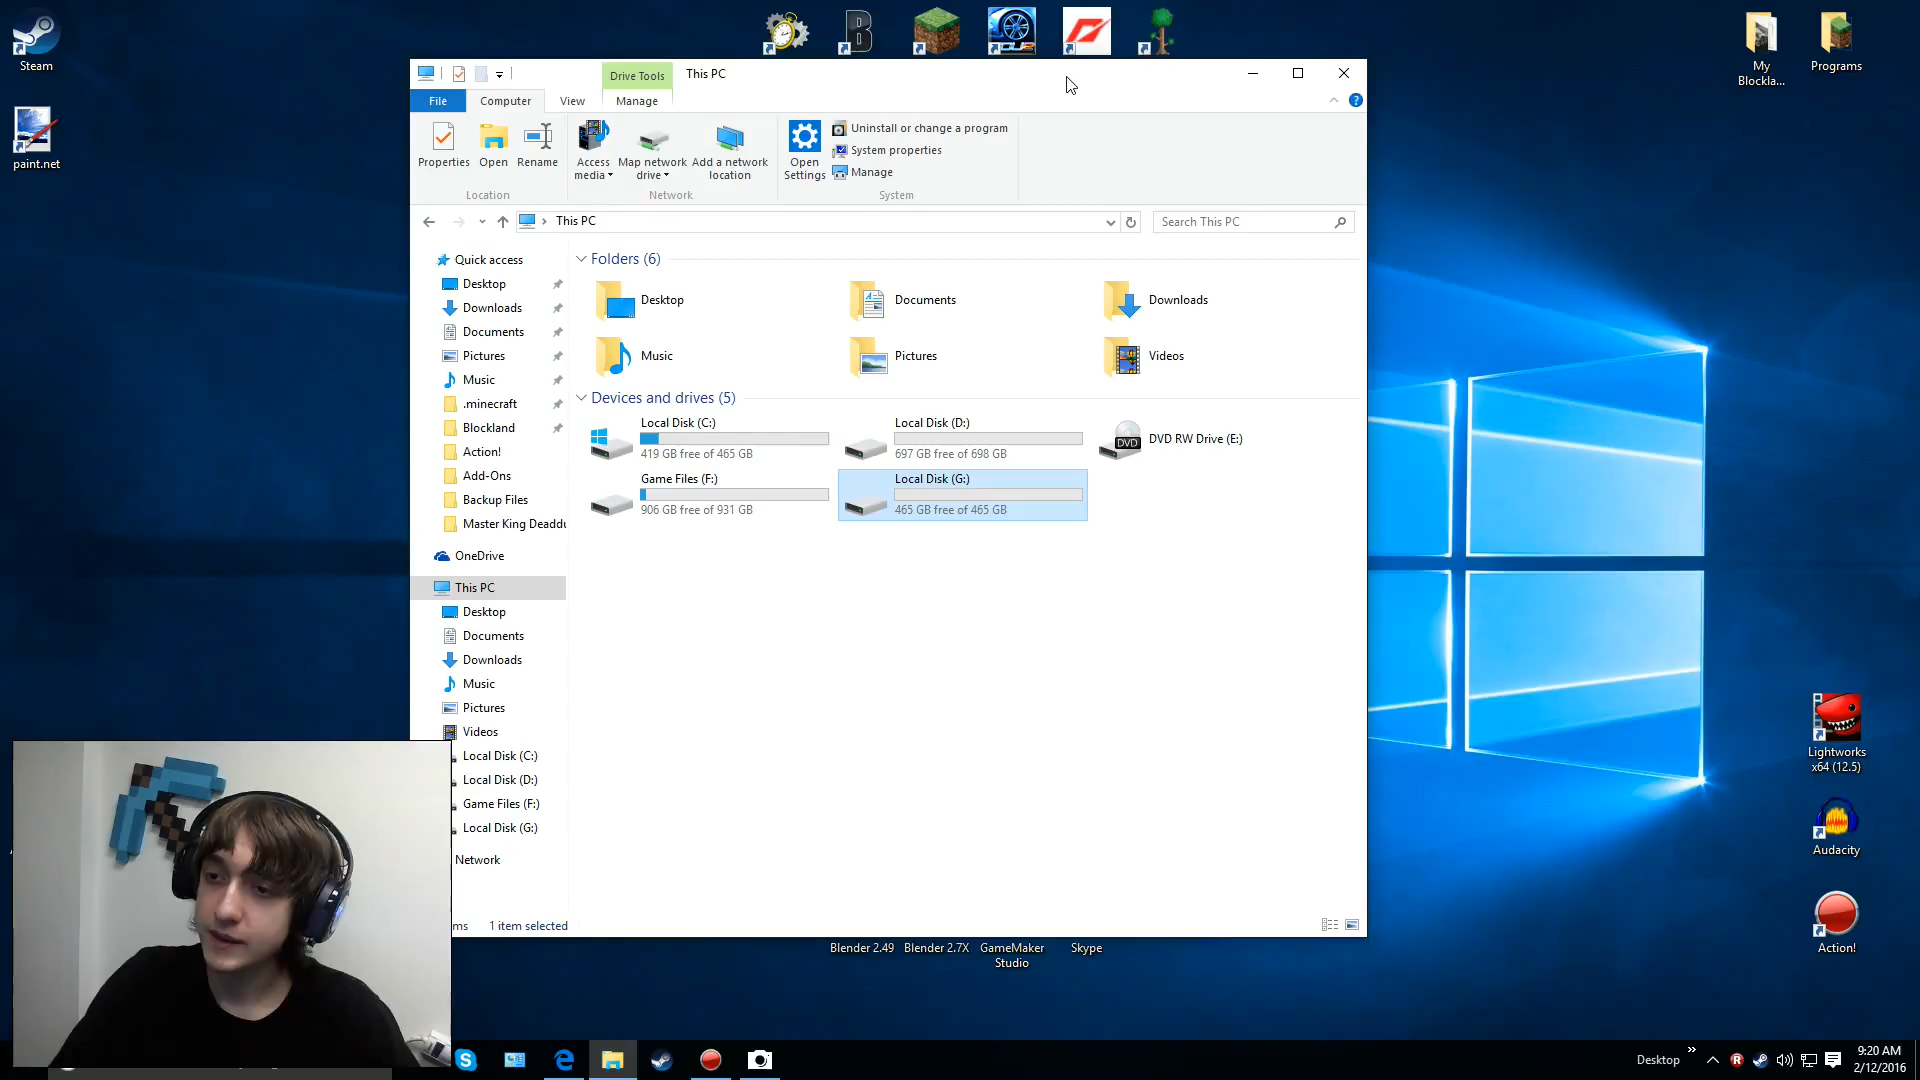 Steam
paint.net
My
Blockla...
Programs
Drive Tools
This PC
File
Computer
View
Manage
Properties
Open
Rename
Access
media
Map network
drive
Add a network
location
Open
Settings
Uninstall or change a program
System properties
Manage
Location
Network
System
This PC
Search This PC
Quick access
Desktop
Downloads
Documents
Pictures
Music
.minecraft
Blockland
Action!
Add-Ons
Backup Files
Master King Deaddu
OneDrive
This PC
Desktop
Documents
Downloads
Music
Pictures
Videos
Local Disk (C:)
Local Disk (D:)
Game Files (F:)
Local Disk (G:)
Network
Folders (6)
Desktop
Documents
Downloads
Music
Pictures
Videos
Devices and drives (5)
Local Disk (C:)
419 GB free of 465 GB
Local Disk (D:)
697 GB free of 698 GB
DVD
DVD RW Drive (E:)
Game Files (F:)
906 GB free of 931 GB
Local Disk (G:)
465 GB free of 465 GB
ms
1 item selected
Lightworks
x64 (12.5)
Audacity
Action!
Blender 2.49
Blender 2.7X
GameMaker
Studio
Skype
Desktop
9:20 AM
2/12/2016